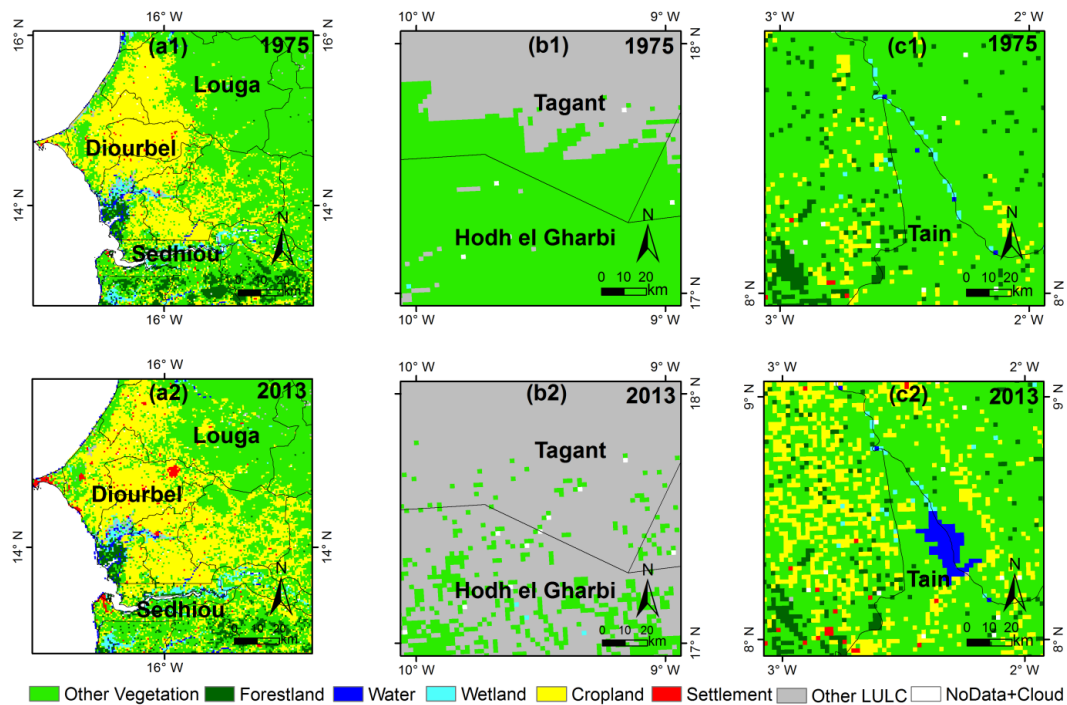 16° W
10° W
9° W
3° W
2° W
16° N
(a1)
1975
Louga
Diourbel
14° N
Sedhiou
N
0 10 20
km
16° W
(b1)
1975
18° N
Tagant
Hodh el Gharbi
N
0 10 20
km
17° N
10° W
9° W
(c1)
1975
Tain
N
0 10 20
km
8° N
8° N
3° W
2° W
16° W
10° W
9° W
3° W
2° W
(a2)
2013
Louga
Diourbel
14° N
14° N
Sedhiou
N
0 10 20
km
16° W
(b2)
2013
18° N
Tagant
Hodh el Gharbi
N
0 10 20
km
17° N
10° W
9° W
9° N
(c2)
2013
9° N
Tain
N
0 10 20
km
8° N
8° N
3° W
2° W
Other Vegetation Forestland Water Wetland Cropland Settlement Other LULC NoData+Cloud